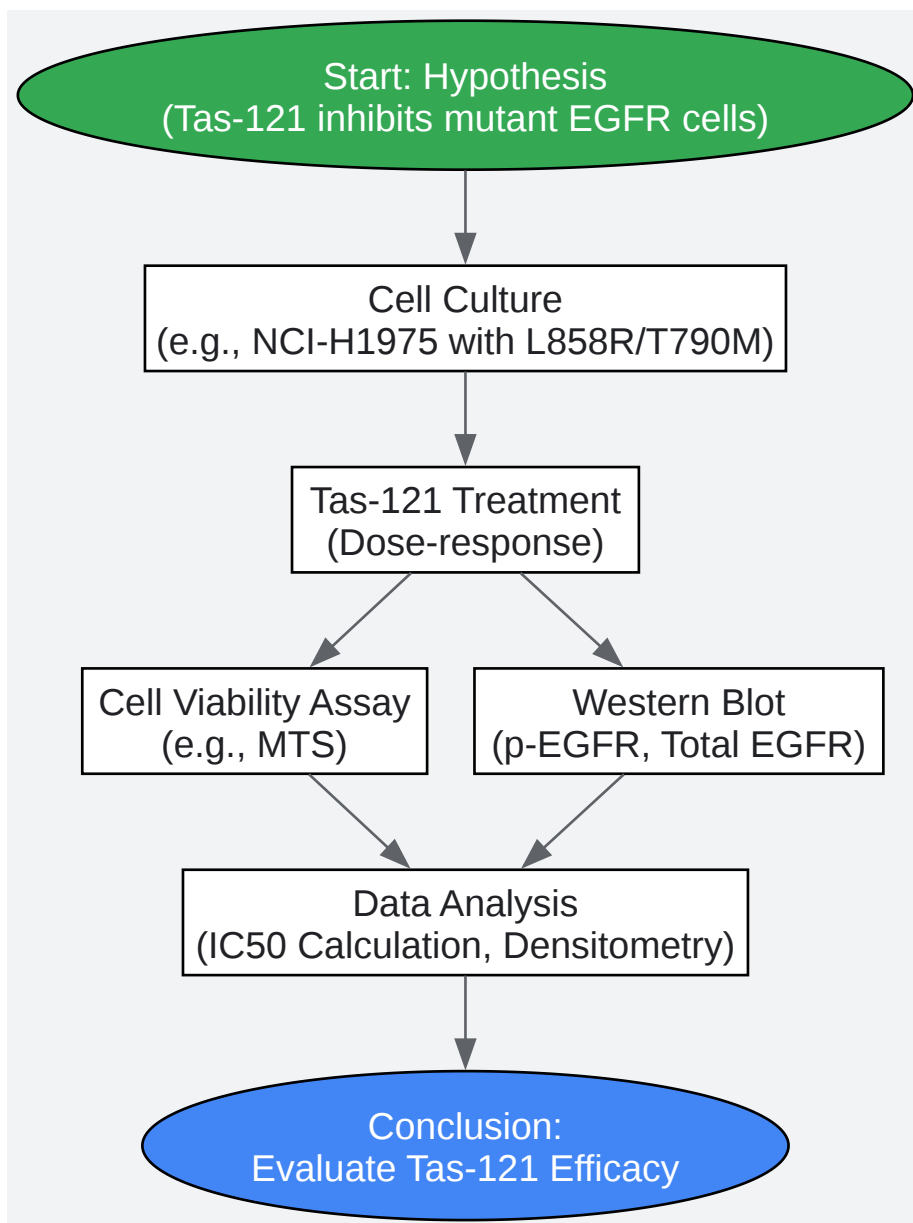 Start: Hypothesis
(Tas-121 inhibits mutant EGFR cells)
Cell Culture
(e.g., NCI-H1975 with L858R/T790M)
Tas-121 Treatment
(Dose-response)
Cell Viability Assay
(e.g., MTS)
Western Blot
(p-EGFR, Total EGFR)
Data Analysis
(IC50 Calculation, Densitometry)
Conclusion:
Evaluate Tas-121 Efficacy